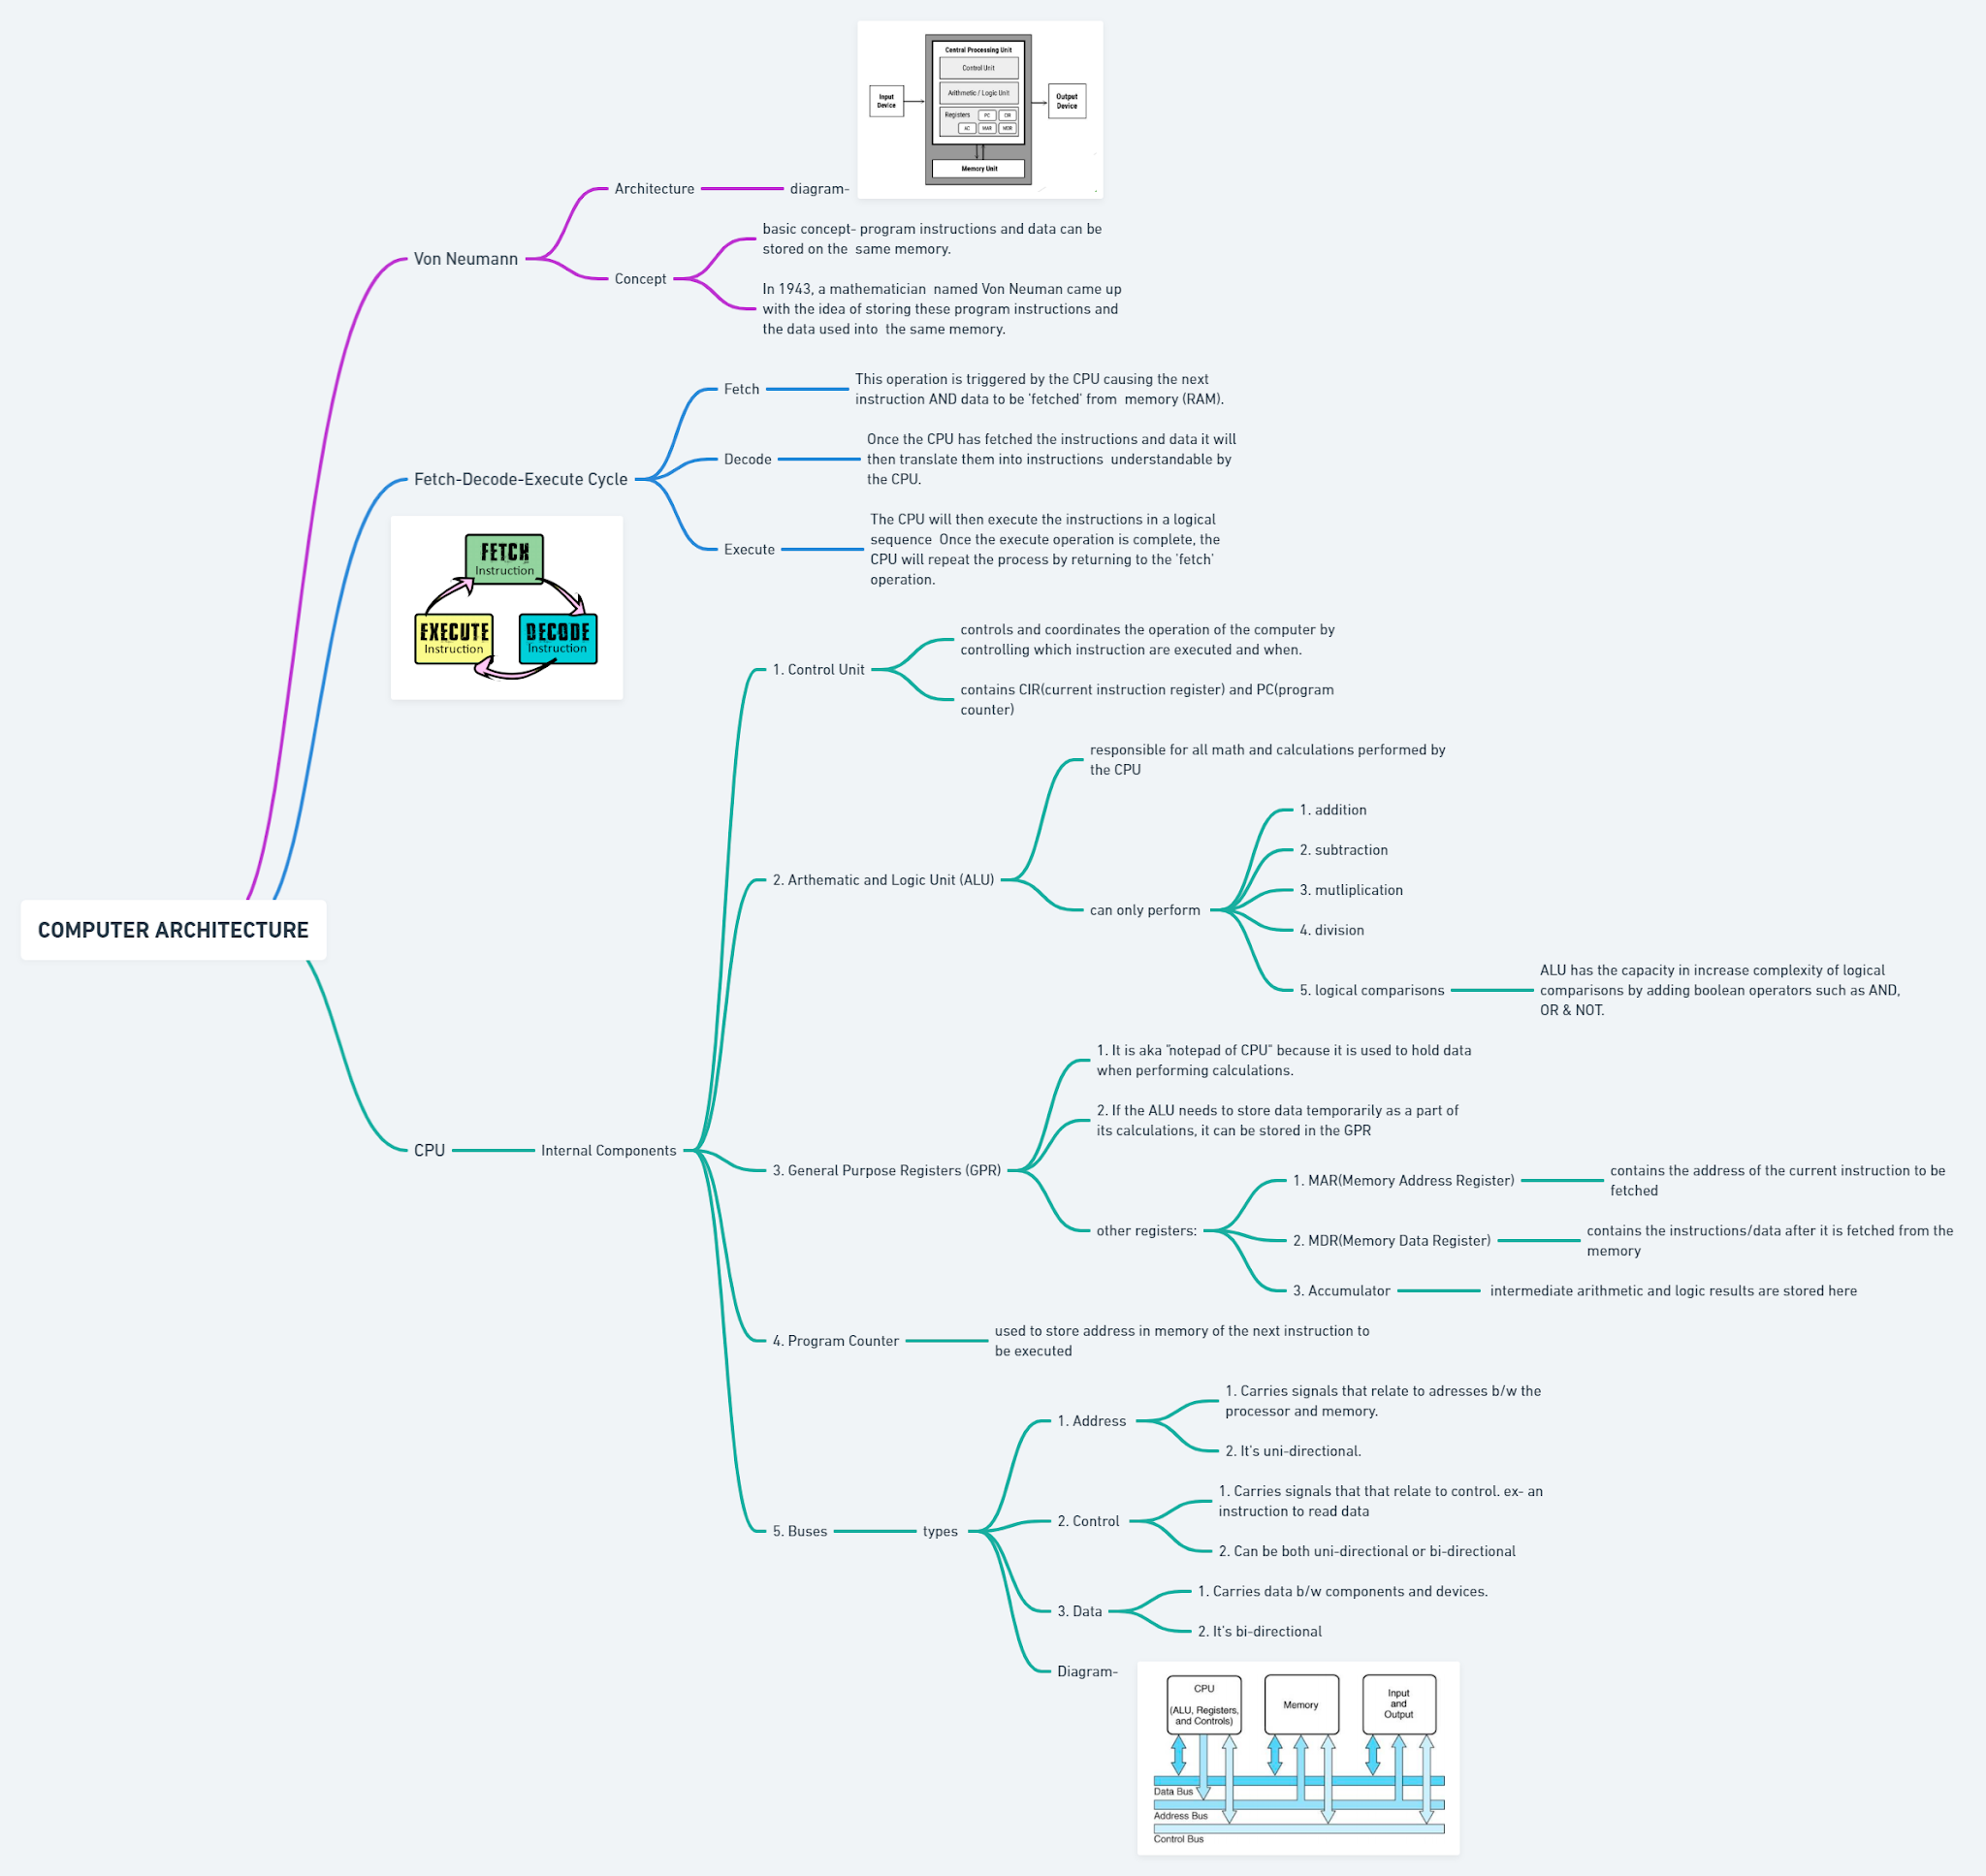 Central Processing Unit
Control Unit
Arithmetic / Logic Unit
Registers
PC
CIR
AC
MAR
MDR
Input
Device
Output
Device
Memory Unit
Architecture
diagram-
Von Neumann
Concept
basic concept- program instructions and data can be
stored on the  same memory.
In 1943, a mathematician  named Von Neuman came up
with the idea of storing these program instructions and
the data used into  the same memory.
Fetch-Decode-Execute Cycle
Fetch
This operation is triggered by the CPU causing the next
instruction AND data to be 'fetched' from  memory (RAM).
Decode
Once the CPU has fetched the instructions and data it will
then translate them into instructions  understandable by
the CPU.
Execute
The CPU will then execute the instructions in a logical
sequence  Once the execute operation is complete, the
CPU will repeat the process by returning to the 'fetch'
operation.
FETCH
Instruction
EXECUTE
Instruction
DECODE
Instruction
COMPUTER ARCHITECTURE
CPU
Internal Components
1. Control Unit
controls and coordinates the operation of the computer by
controlling which instruction are executed and when.
contains CIR(current instruction register) and PC(program
counter)
2. Arthematic and Logic Unit (ALU)
responsible for all math and calculations performed by
the CPU
can only perform
1. addition
2. subtraction
3. mutliplication
4. division
5. logical comparisons
ALU has the capacity in increase complexity of logical
comparisons by adding boolean operators such as AND,
OR & NOT.
3. General Purpose Registers (GPR)
1. It is aka "notepad of CPU" because it is used to hold data
when performing calculations.
2. If the ALU needs to store data temporarily as a part of
its calculations, it can be stored in the GPR
other registers:
1. MAR(Memory Address Register)
contains the address of the current instruction to be
fetched
2. MDR(Memory Data Register)
contains the instructions/data after it is fetched from the
memory
3. Accumulator
intermediate arithmetic and logic results are stored here
4. Program Counter
used to store address in memory of the next instruction to
be executed
5. Buses
types
1. Address
1. Carries signals that relate to adresses b/w the
processor and memory.
2. It's uni-directional.
2. Control
1. Carries signals that that relate to control. ex- an
instruction to read data
2. Can be both uni-directional or bi-directional
3. Data
1. Carries data b/w components and devices.
2. It's bi-directional
Diagram-
CPU
(ALU, Registers,
and Controls)
Memory
Input
and
Output
Data Bus
Address Bus
Control Bus